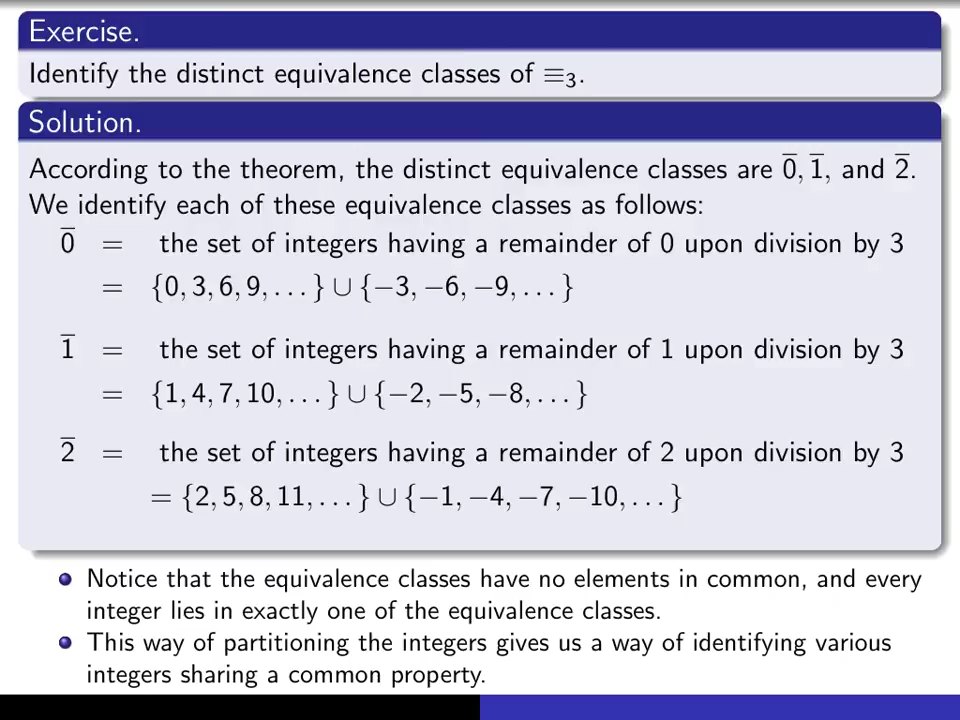 Exercise.
Identify the distinct equivalence classes of ≡₃.
Solution.
According to the theorem, the distinct equivalence classes are 0̅, 1̅, and 2̅.
We identify each of these equivalence classes as follows:
0̅ = the set of integers having a remainder of 0 upon division by 3
= {0, 3, 6, 9, . . . } ∪ {−3, −6, −9, . . . }
1̅ = the set of integers having a remainder of 1 upon division by 3
= {1, 4, 7, 10, . . . } ∪ {−2, −5, −8, . . . }
2̅ = the set of integers having a remainder of 2 upon division by 3
= {2, 5, 8, 11, . . . } ∪ {−1, −4, −7, −10, . . . }
Notice that the equivalence classes have no elements in common, and every
integer lies in exactly one of the equivalence classes.
This way of partitioning the integers gives us a way of identifying various
integers sharing a common property.